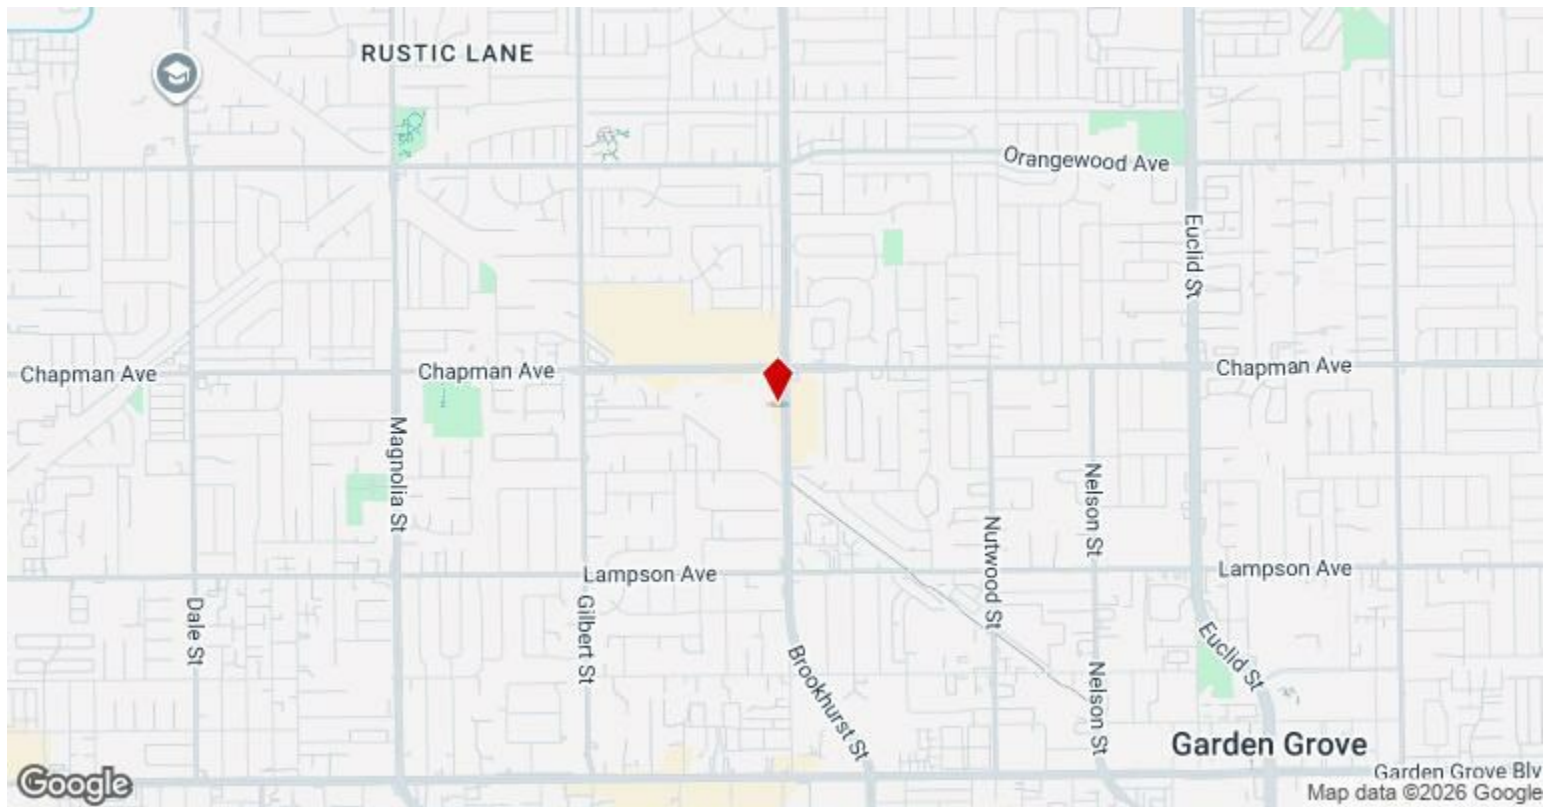 RUSTIC LANE
Orangewood Ave
Euclid St
Chapman Ave
Chapman Ave
Chapman Ave
Magnolia St
Nelson St
Nutwood St
Lampson Ave
Lampson Ave
Dale St
Gilbert St
Euclid St
Brookhurst St
Nelson St
Garden Grove
Garden Grove Blv
Google
Map data ©2026 Google